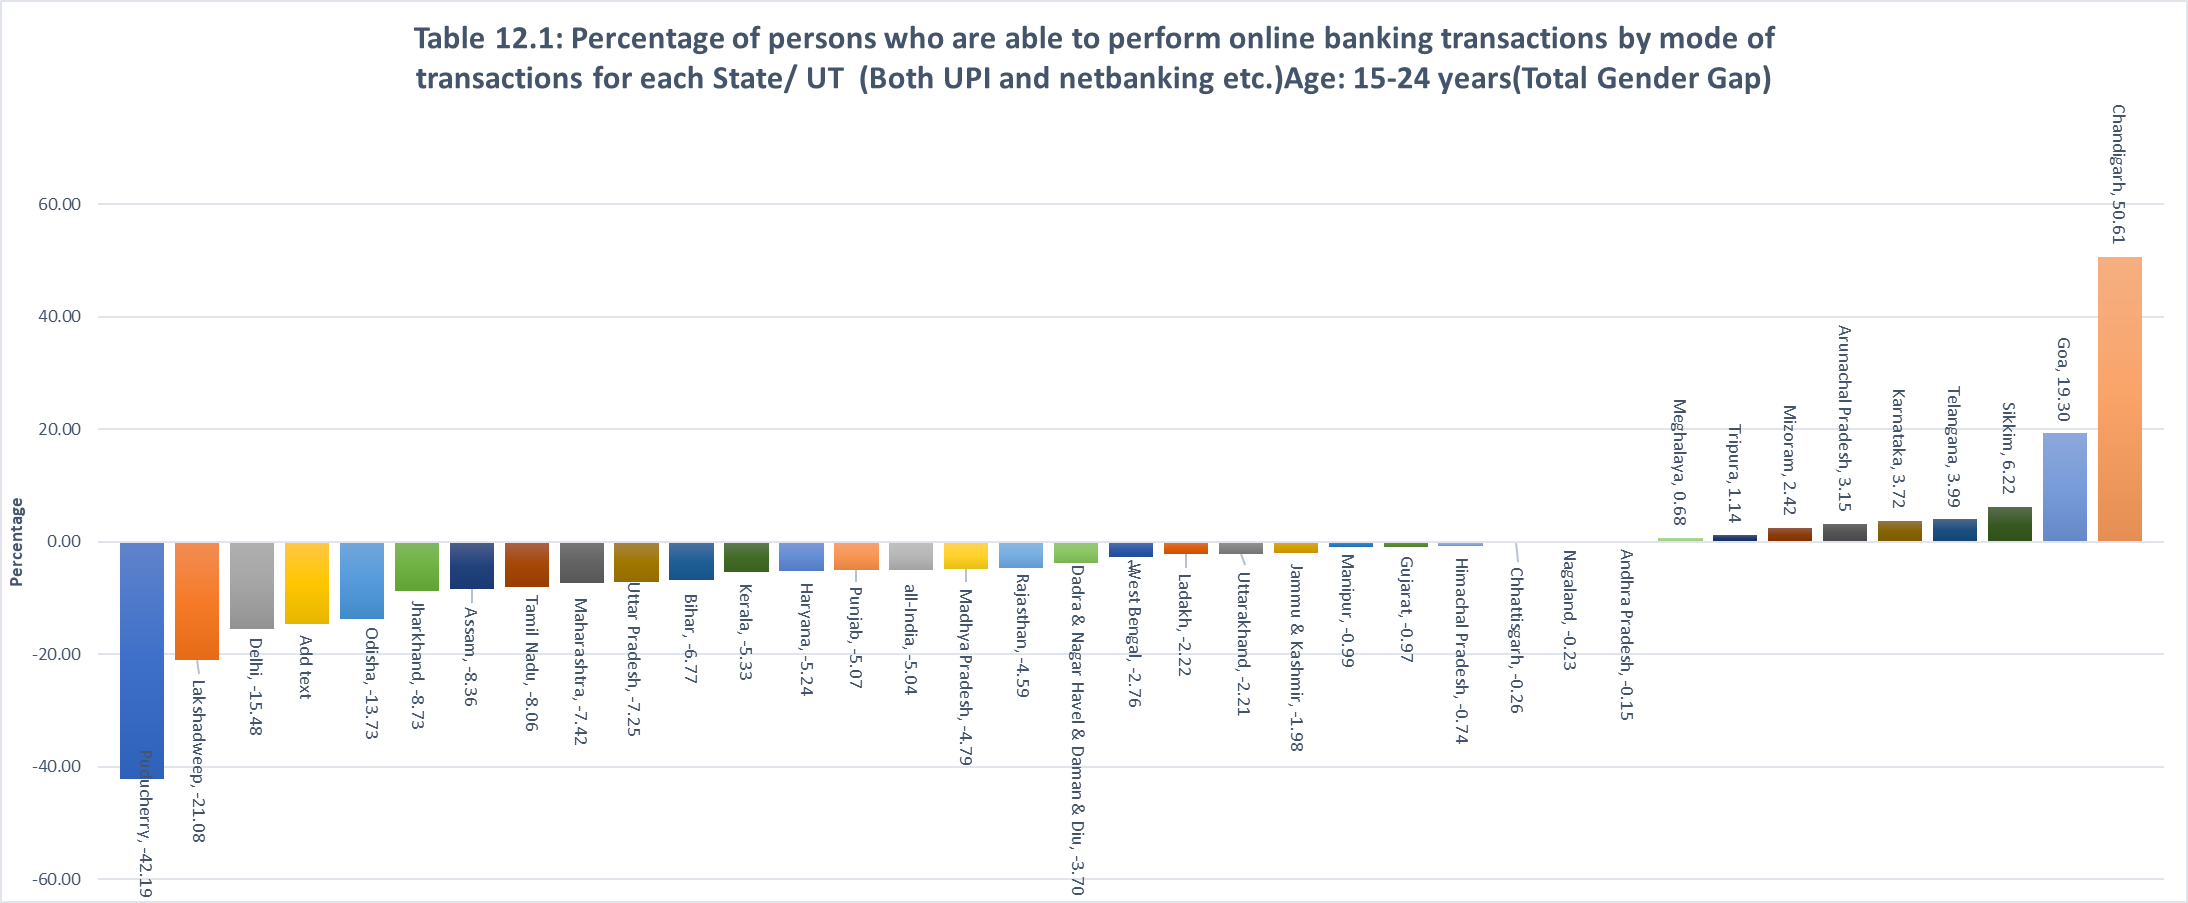 Table 12.1: Percentage of persons who are able to perform online banking transactions by mode of
transactions for each State/ UT (Both UPI and netbanking etc.)Age: 15-24 years(Total Gender Gap)
Perecentage
60.00
40.00
20.00
0.00
-20.00
-40.00
-60.00
Puducherry, -42.19
Lakshadweep, -21.08
Delhi, -15.48
Add text
Odisha, -13.73
Jharkhand, -8.73
Assam, -8.36
Tamil Nadu, -8.06
Maharashtra, -7.42
Uttar Pradesh, -7.25
Bihar, -6.77
Kerala, -5.33
Haryana, -5.24
Punjab, -5.07
all-India, -5.04
Madhya Pradesh, -4.79
Rajasthan, -4.59
Dadra & Nagar Havel & Daman & Diu, -3.70
West Bengal, -2.76
Ladakh, -2.22
Uttarakhand, -2.21
Jammu & Kashmir, -1.98
Manipur, -0.99
Gujarat, -0.97
Himachal Pradesh, -0.74
Chhattisgarh, -0.26
Nagaland, -0.23
Andhra Pradesh, -0.15
Meghalaya, 0.68
Tripura, 1.14
Mizoram, 2.42
Arunachal Pradesh, 3.15
Karnataka, 3.72
Telangana, 3.99
Sikkim, 6.22
Goa, 19.30
Chandigarh, 50.61